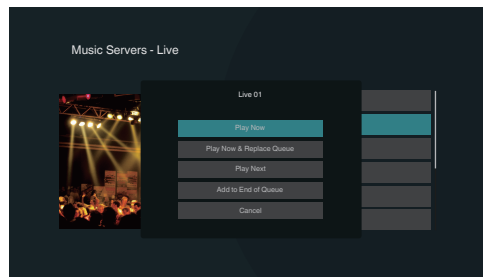 Music Servers - Live
Live 01
Play Now
Play Now & Replace Queue
Play Next
Add to End of Queue
Cancel